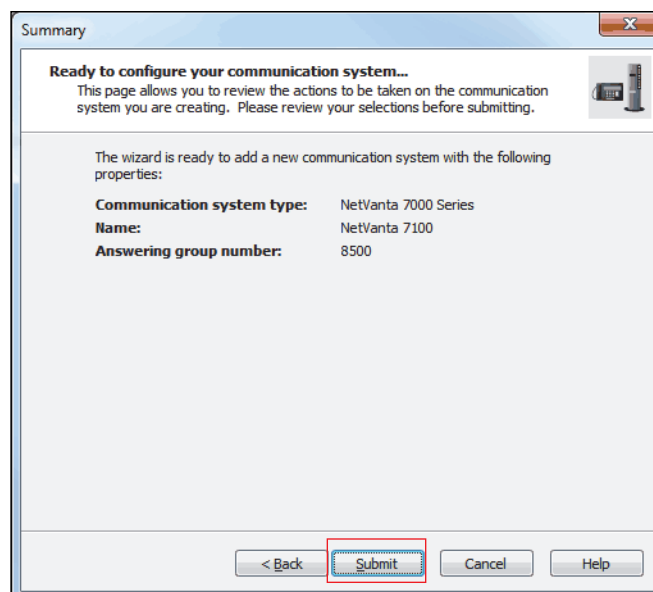 Summary
Ready to configure your communication system...
This page allows you to review the actions to be taken on the communication
system you are creating. Please review your selections before submitting.
The wizard is ready to add a new communication system with the following
properties:
Communication system type: NetVanta 7000 Series
Name: NetVanta 7100
Answering group number: 8500
< Back Submit Cancel Help